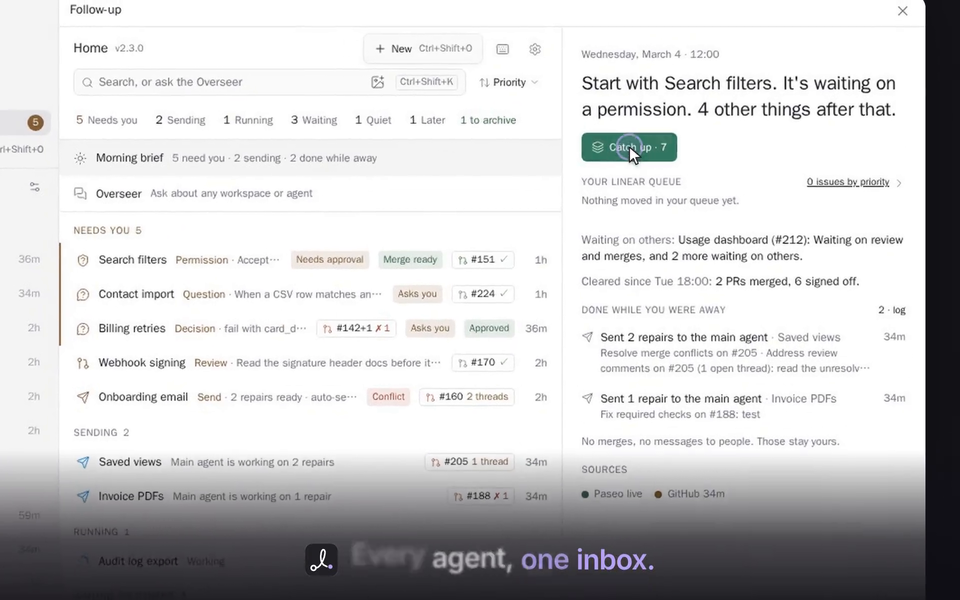 Follow-up
Home v2.3.0
+ New Ctrl+Shift+O
Search, or ask the Overseer
Ctrl+Shift+K
Priority
5 Needs you 2 Sending 1 Running 3 Waiting 1 Quiet 1 Later 1 to archive
Morning brief 5 need you · 2 sending · 2 done while away
Overseer Ask about any workspace or agent
NEEDS YOU 5
Search filters Permission · Accept··· Needs approval Merge ready #151 ✓ 1h
Contact import Question · When a CSV row matches an··· Asks you #224 ✓ 1h
Billing retries Decision · fail with card_d··· #142+1 ✗ 1 Asks you Approved 36m
Webhook signing Review · Read the signature header docs before it··· #170 ✓ 2h
Onboarding email Send · 2 repairs ready · auto-se··· Conflict #160 2 threads 2h
SENDING 2
Saved views Main agent is working on 2 repairs #205 1 thread 34m
Invoice PDFs Main agent is working on 1 repair #188 ✗ 1 34m
RUNNING 1
Audit log export Working
5
rl+Shift+O
36m
34m
2h
2h
2h
2h
59m
Wednesday, March 4 · 12:00
Start with Search filters. It's waiting on
a permission. 4 other things after that.
Catch up · 7
YOUR LINEAR QUEUE
0 issues by priority
Nothing moved in your queue yet.
Waiting on others: Usage dashboard (#212): Waiting on review
and merges, and 2 more waiting on others.
Cleared since Tue 18:00: 2 PRs merged, 6 signed off.
DONE WHILE YOU WERE AWAY 2 · log
Sent 2 repairs to the main agent · Saved views 34m
Resolve merge conflicts on #205 · Address review
comments on #205 (1 open thread): read the unresolv···
Sent 1 repair to the main agent · Invoice PDFs 34m
Fix required checks on #188: test
No merges, no messages to people. Those stay yours.
SOURCES
Paseo live GitHub 34m
Every agent, one inbox.